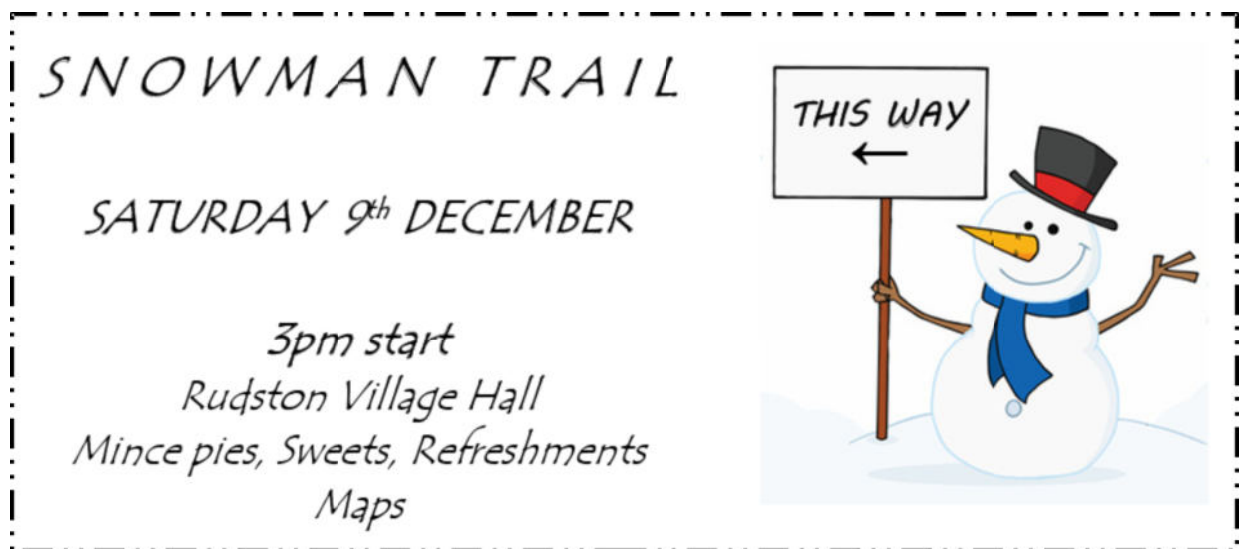 SNOWMAN TRAIL
SATURDAY 9th DECEMBER
3pm start
Rudston Village Hall
Mince pies, Sweets, Refreshments
Maps
THIS WAY
←